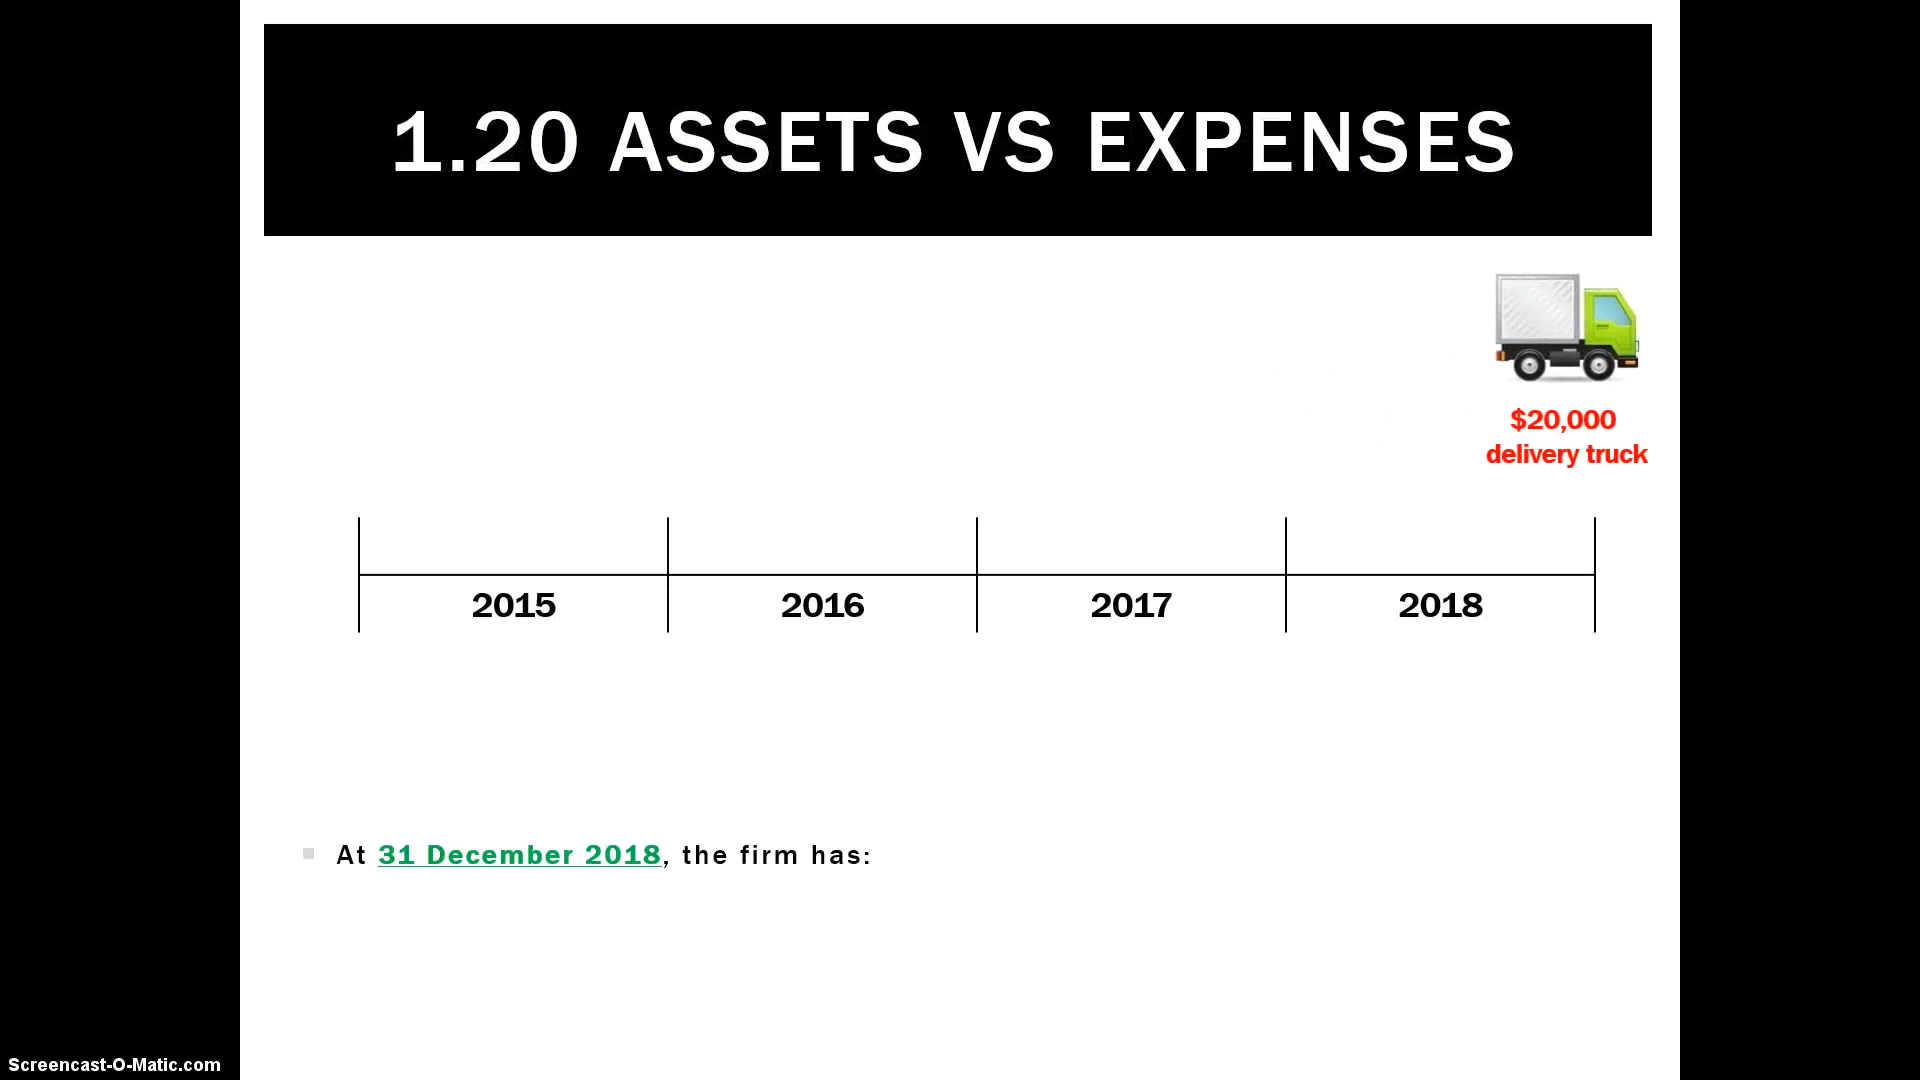 1.20 ASSETS VS EXPENSES
$20,000
delivery truck
2015 2016 2017 2018
At 31 December 2018, the firm has:
Screencast-O-Matic.com